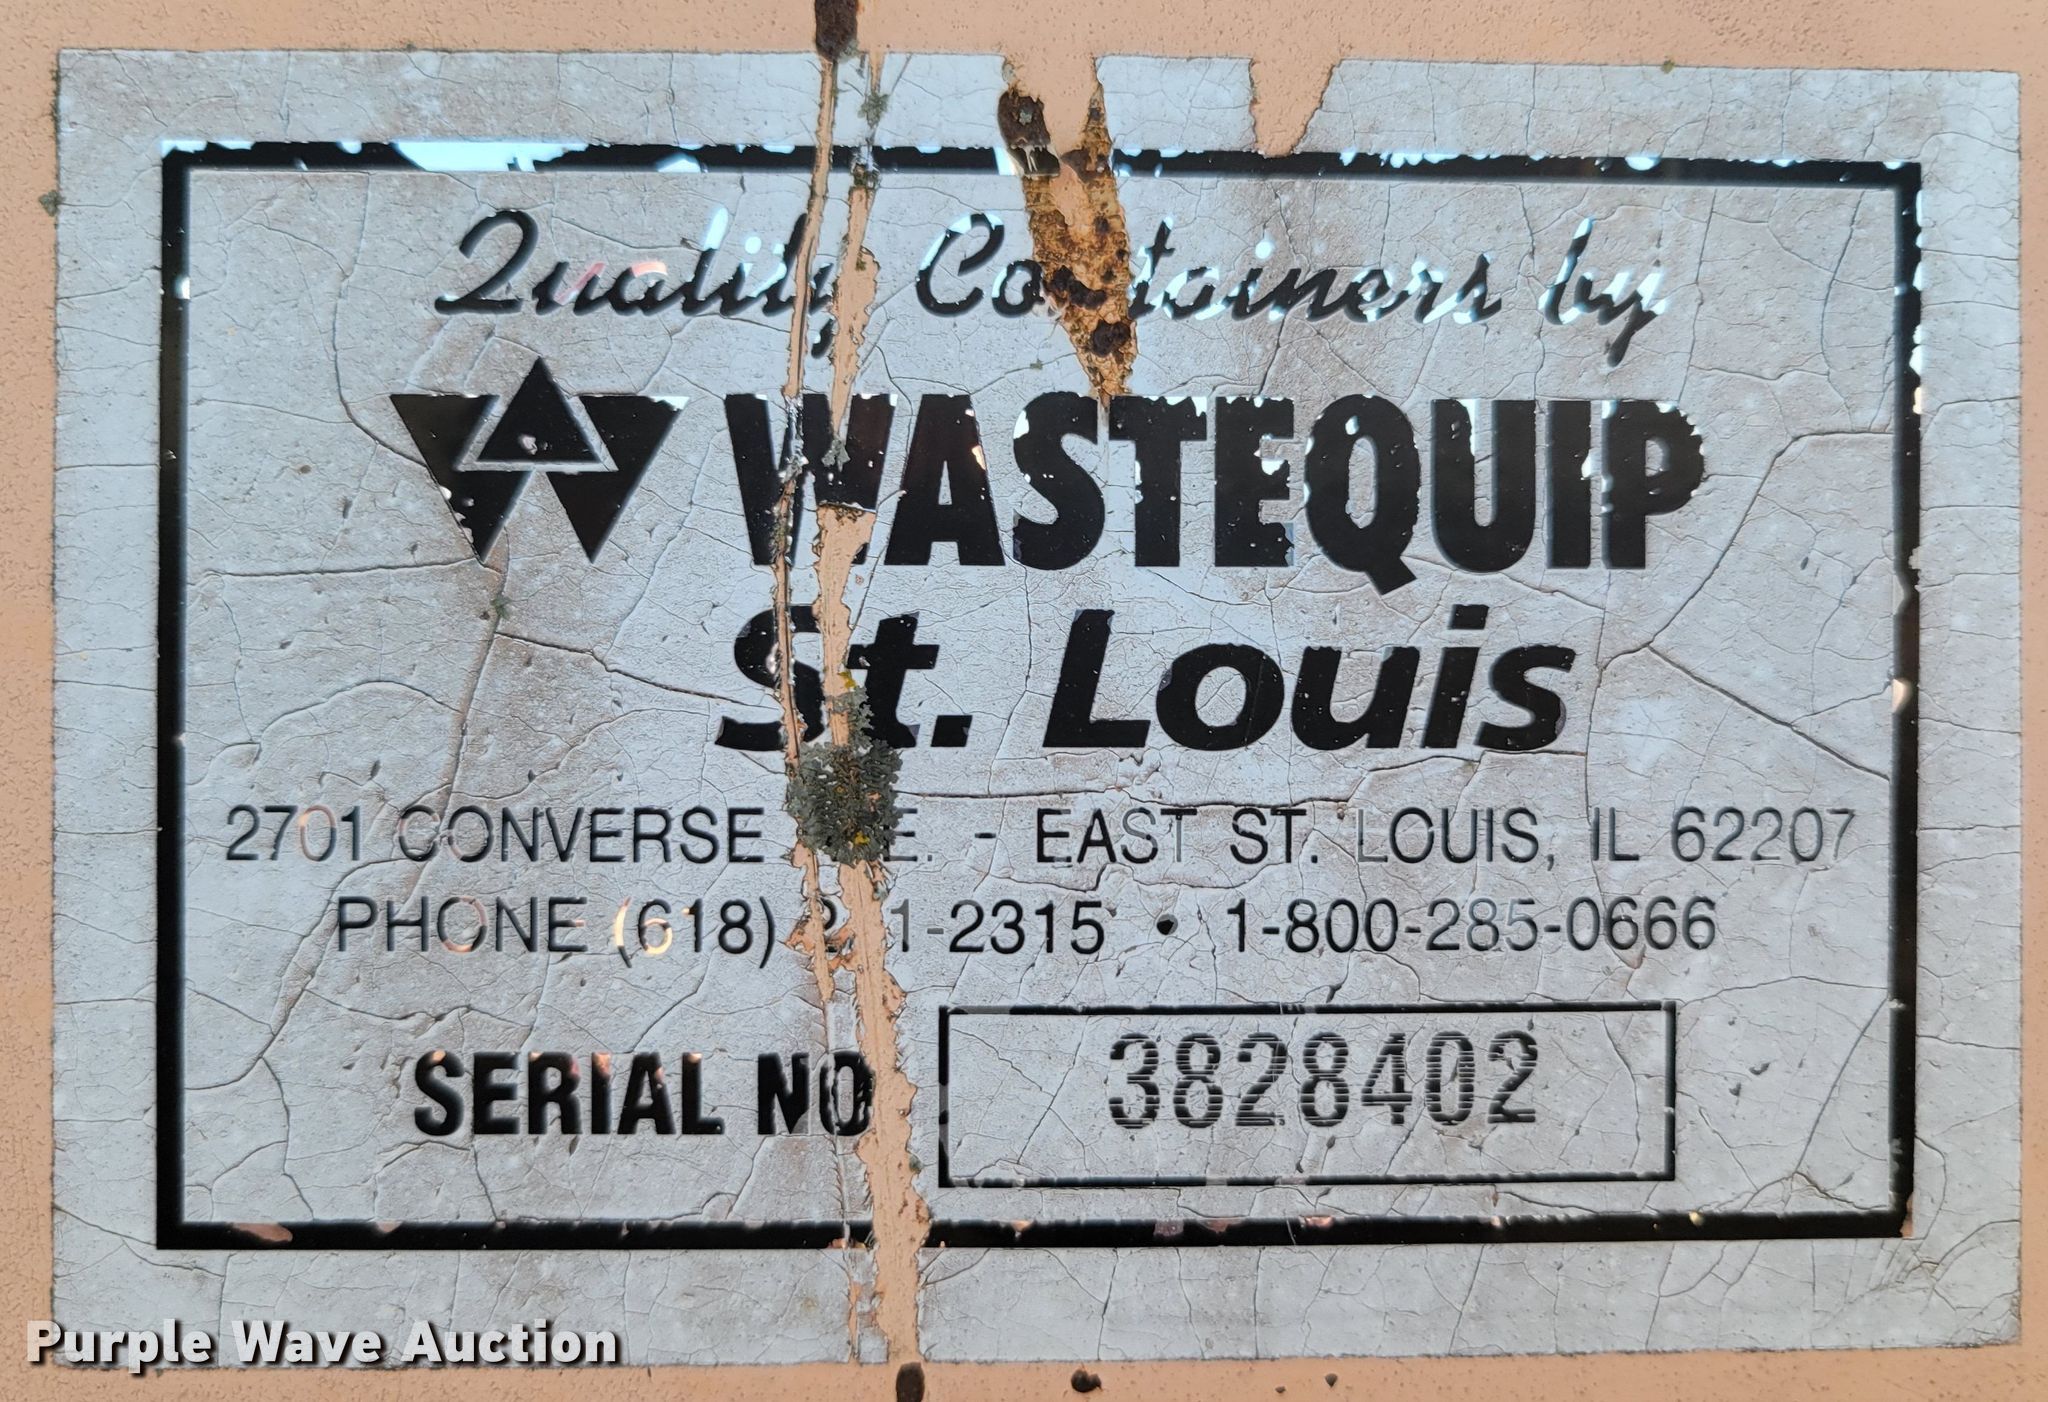 Quality Containers by
WASTEQUIP
St. Louis
2701 CONVERSE - EAST ST. LOUIS, IL 62207
PHONE (618) • 1-800-285-0666
SERIAL NO 3828402
Purple Wave Auction